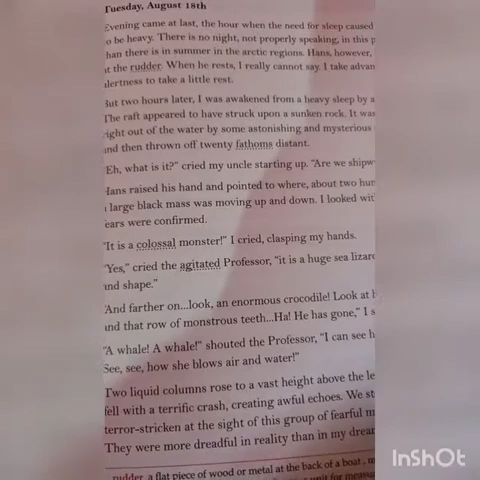 Tuesday, August 18th
Evening came at last, the hour when the need for sleep caused
to be heavy. There is no night, not properly speaking, in this p
than there is in summer in the arctic regions. Hans, however,
at the rudder. When he rests, I really cannot say. I take advan
alertness to take a little rest.
But two hours later, I was awakened from a heavy sleep by a
The raft appeared to have struck upon a sunken rock. It was
right out of the water by some astonishing and mysterious
and then thrown off twenty fathoms distant.
"Eh, what is it?" cried my uncle starting up. "Are we shipw
Hans raised his hand and pointed to where, about two hun
a large black mass was moving up and down. I looked wit
fears were confirmed.
"It is a colossal monster!" I cried, clasping my hands.
"Yes," cried the agitated Professor, "it is a huge sea lizard
and shape."
"And farther on...look, an enormous crocodile! Look at h
and that row of monstrous teeth...Ha! He has gone," I s
"A whale! A whale!" shouted the Professor, "I can see h
See, see, how she blows air and water!"
Two liquid columns rose to a vast height above the le
fell with a terrific crash, creating awful echoes. We st
terror-stricken at the sight of this group of fearful m
They were more dreadful in reality than in my drear
rudder, a flat piece of wood or metal at the back of a boat
unit for measu
InShOt